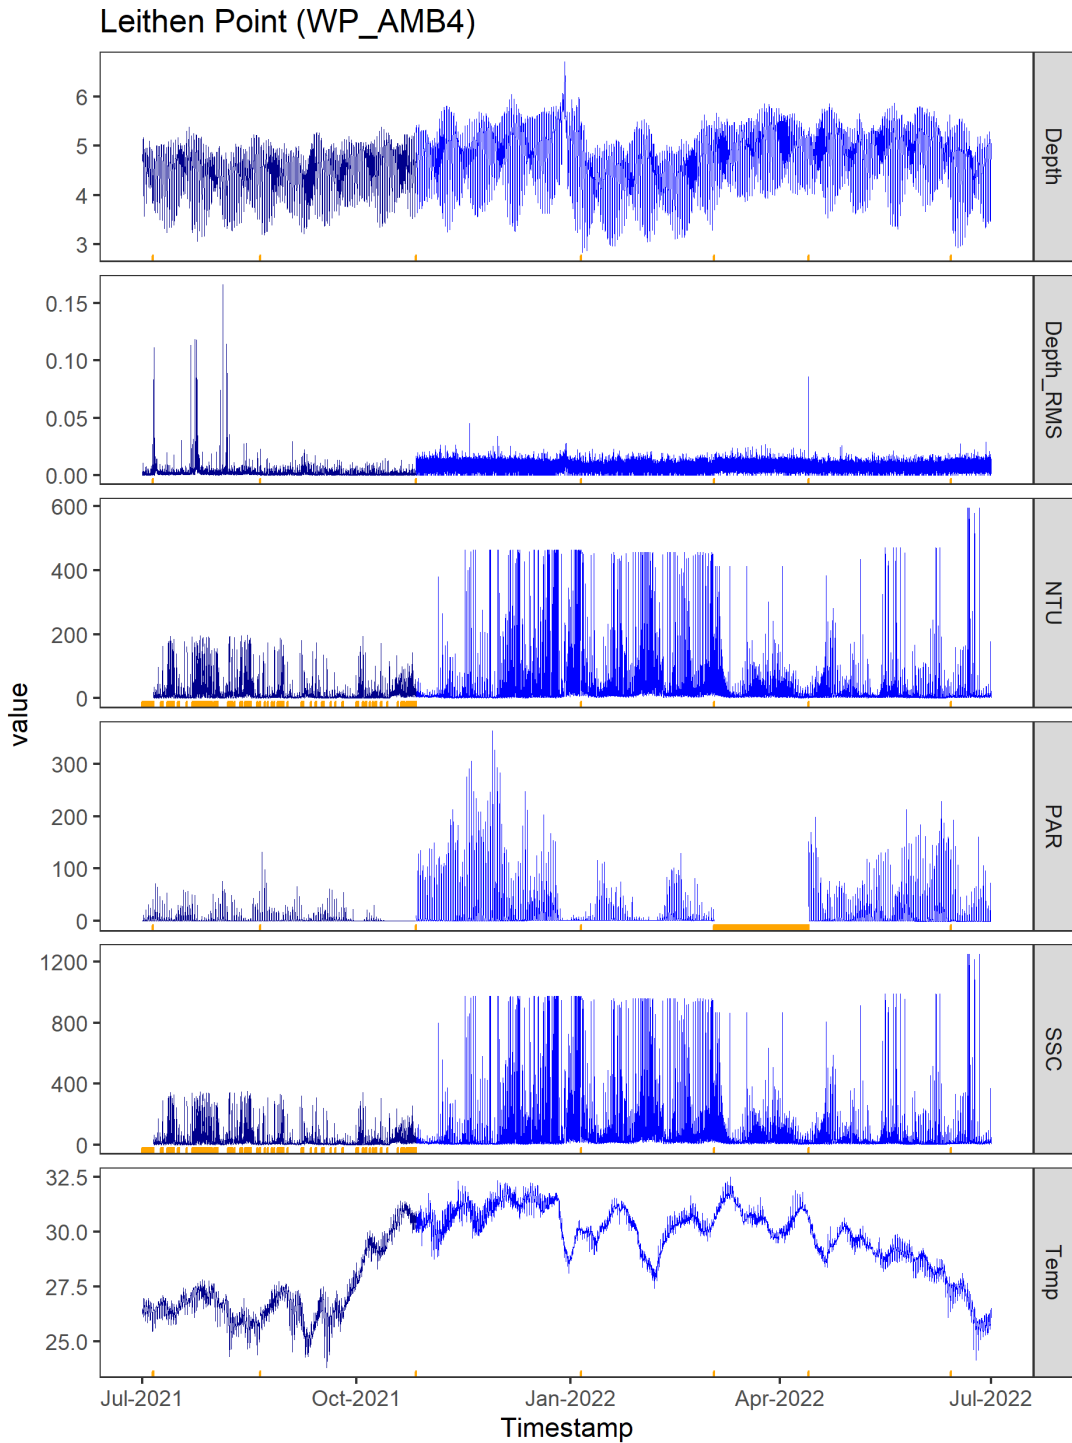 Leithen Point (WP_AMB4)
6
5
4
3
Depth
0.15
0.10
0.05
0.00
Depth_RMS
600
400
200
0
NTU
value
300
200
100
0
PAR
1200
800
400
0
SSC
32.5
30.0
27.5
25.0
Temp
Jul-2021 Oct-2021 Jan-2022 Apr-2022 Jul-2022
Timestamp